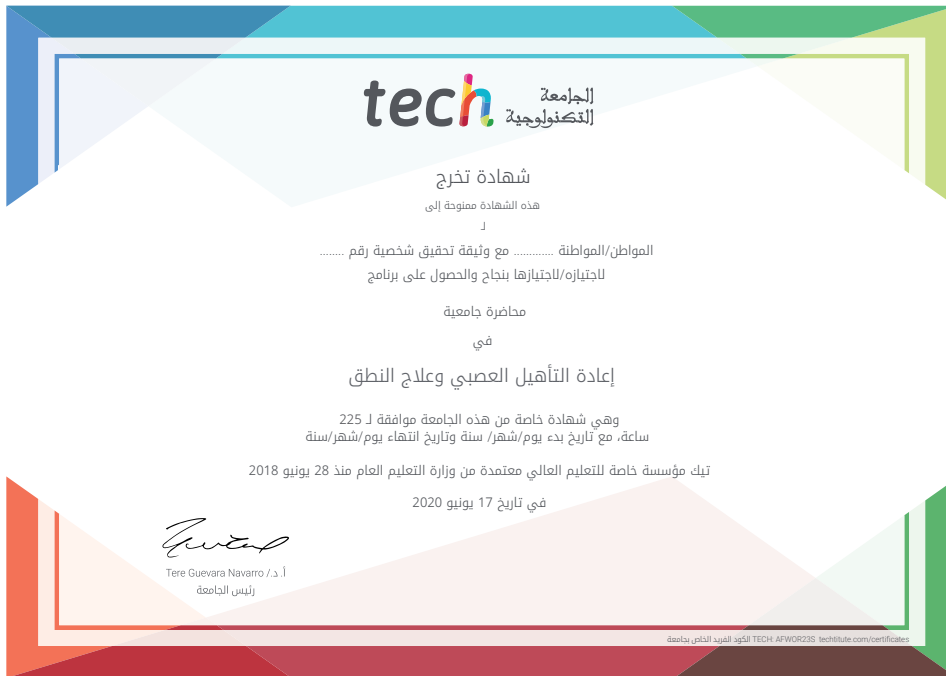 tech الجامعة
التكنولوجية
شهادة تخرج
هذه الشهادة ممنوحة إلى
لـ
المواطن/المواطنة ............ مع وثيقة تحقيق شخصية رقم ........
لاجتيازه/لاجتيازها بنجاح والحصول على برنامج
محاضرة جامعية
في
إعادة التأهيل العصبي وعلاج النطق
وهي شهادة خاصة من هذه الجامعة موافقة لـ 225
ساعة، مع تاريخ بدء يوم/شهر/ سنة وتاريخ انتهاء يوم/شهر/سنة
تيك مؤسسة خاصة للتعليم العالي معتمدة من وزارة التعليم العام منذ 28 يونيو 2018
في تاريخ 17 يونيو 2020
أ. د./ Tere Guevara Navarro
رئيس الجامعة
الكود الفريد الخاص بجامعة TECH: AFWOR23S techtitute.com/certificates